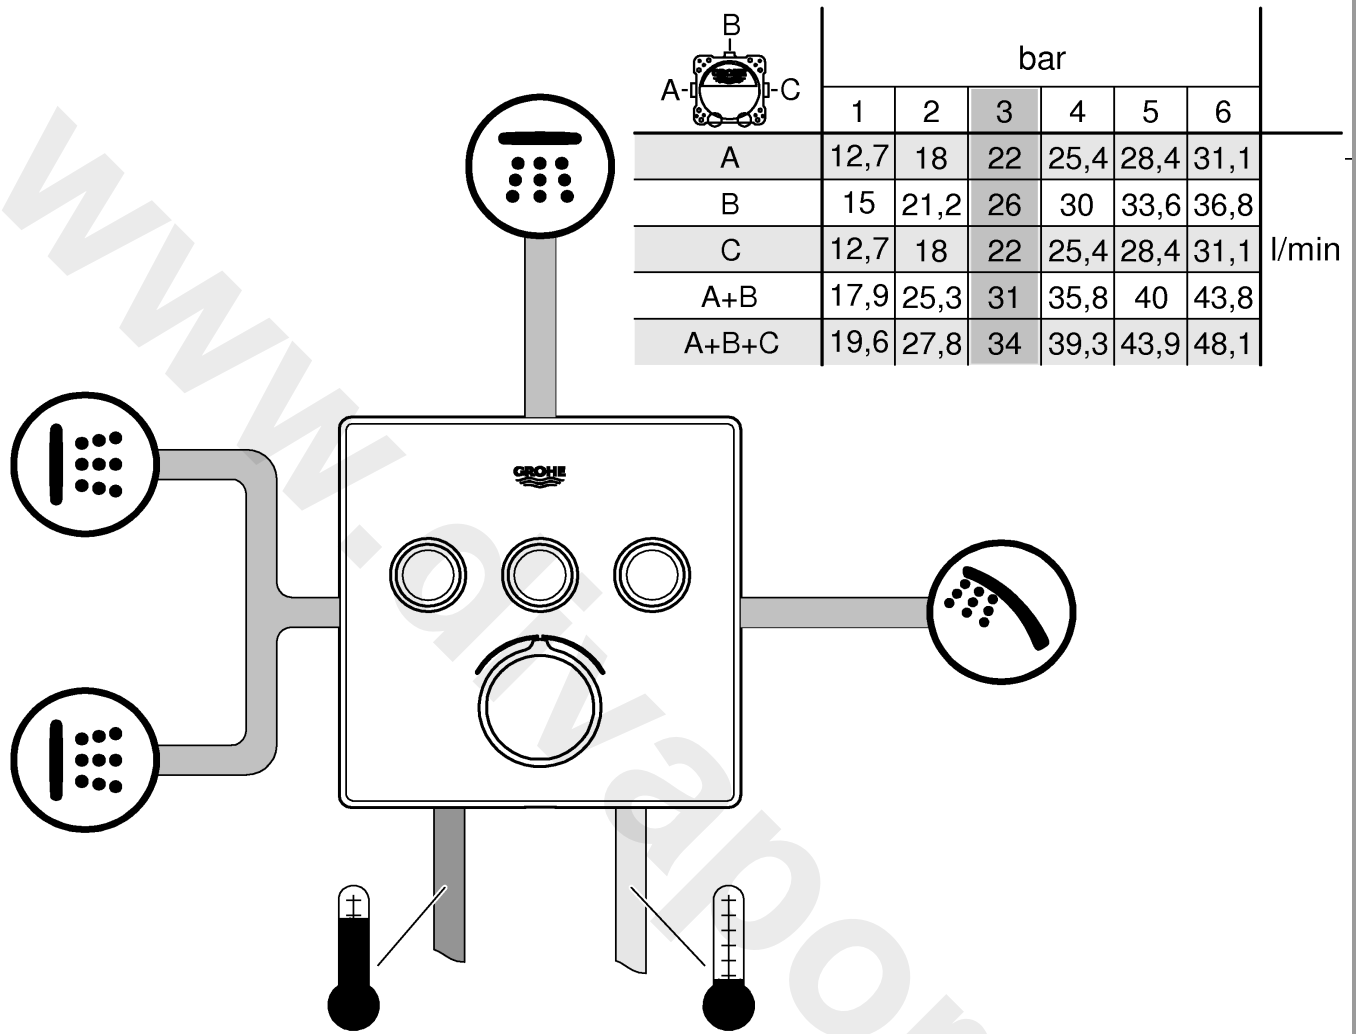 B
A C
GROHE
bar
1 2 3 4 5 6
A 12,7 18 22 25,4 28,4 31,1
B 15 21,2 26 30 33,6 36,8
C 12,7 18 22 25,4 28,4 31,1 l/min
A+B 17,9 25,3 31 35,8 40 43,8
A+B+C 19,6 27,8 34 39,3 43,9 48,1
GROHE
www.divapor